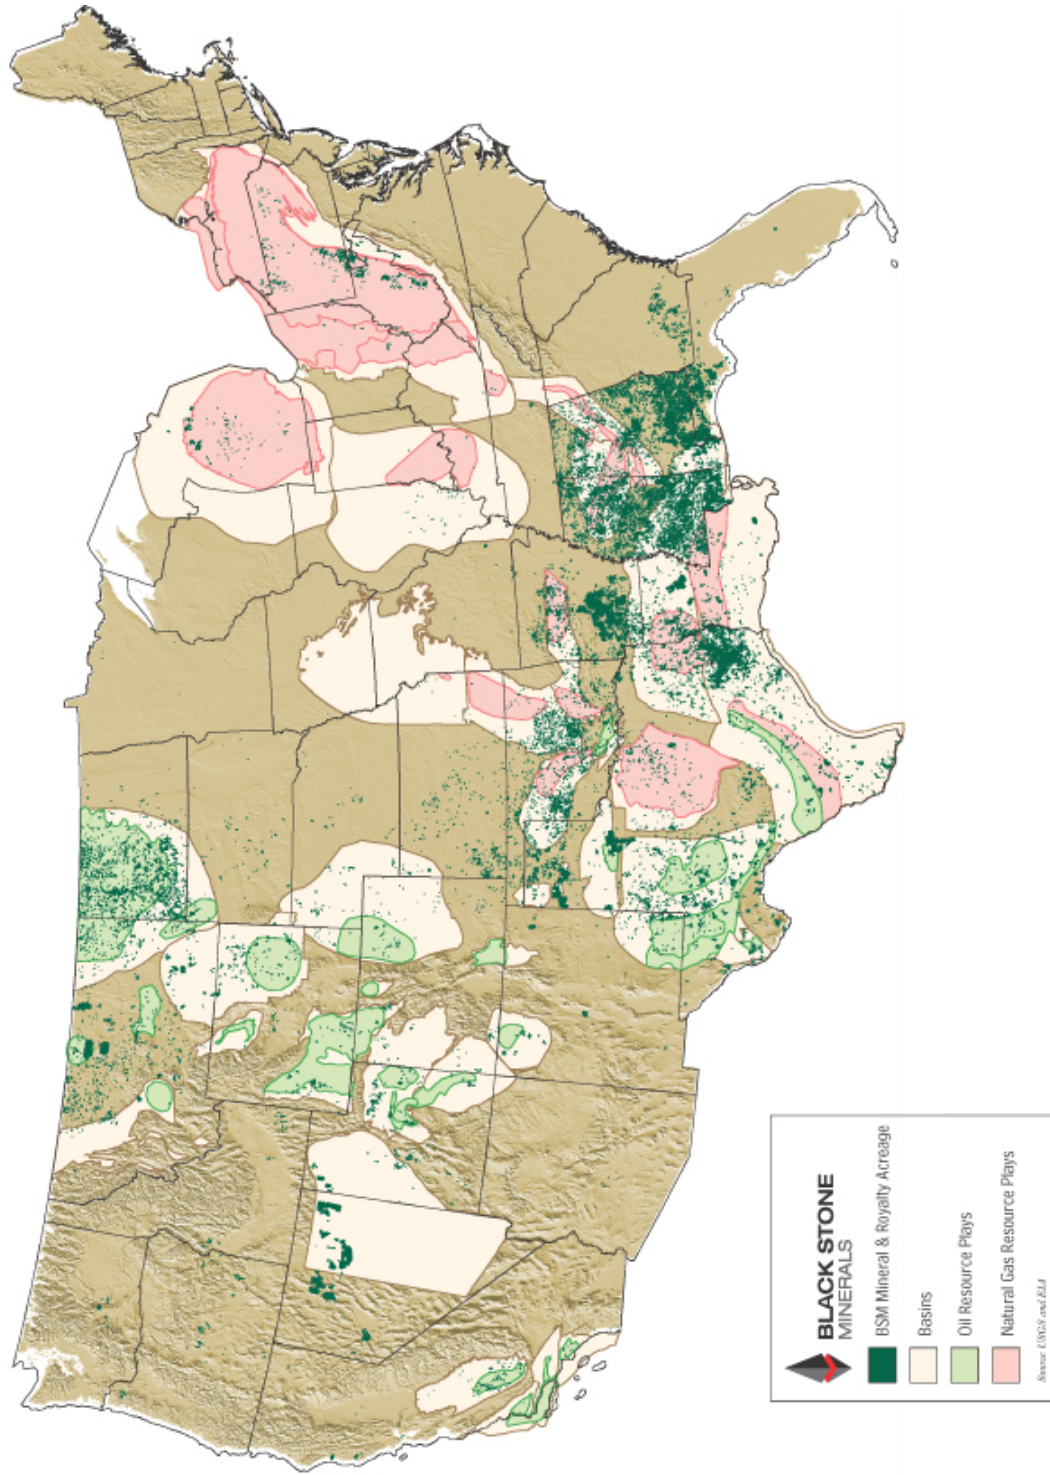 BLACK STONE
MINERALS
BSM Mineral & Royalty Acreage
Basins
Oil Resource Plays
Natural Gas Resource Plays
Source: USGS and EIA